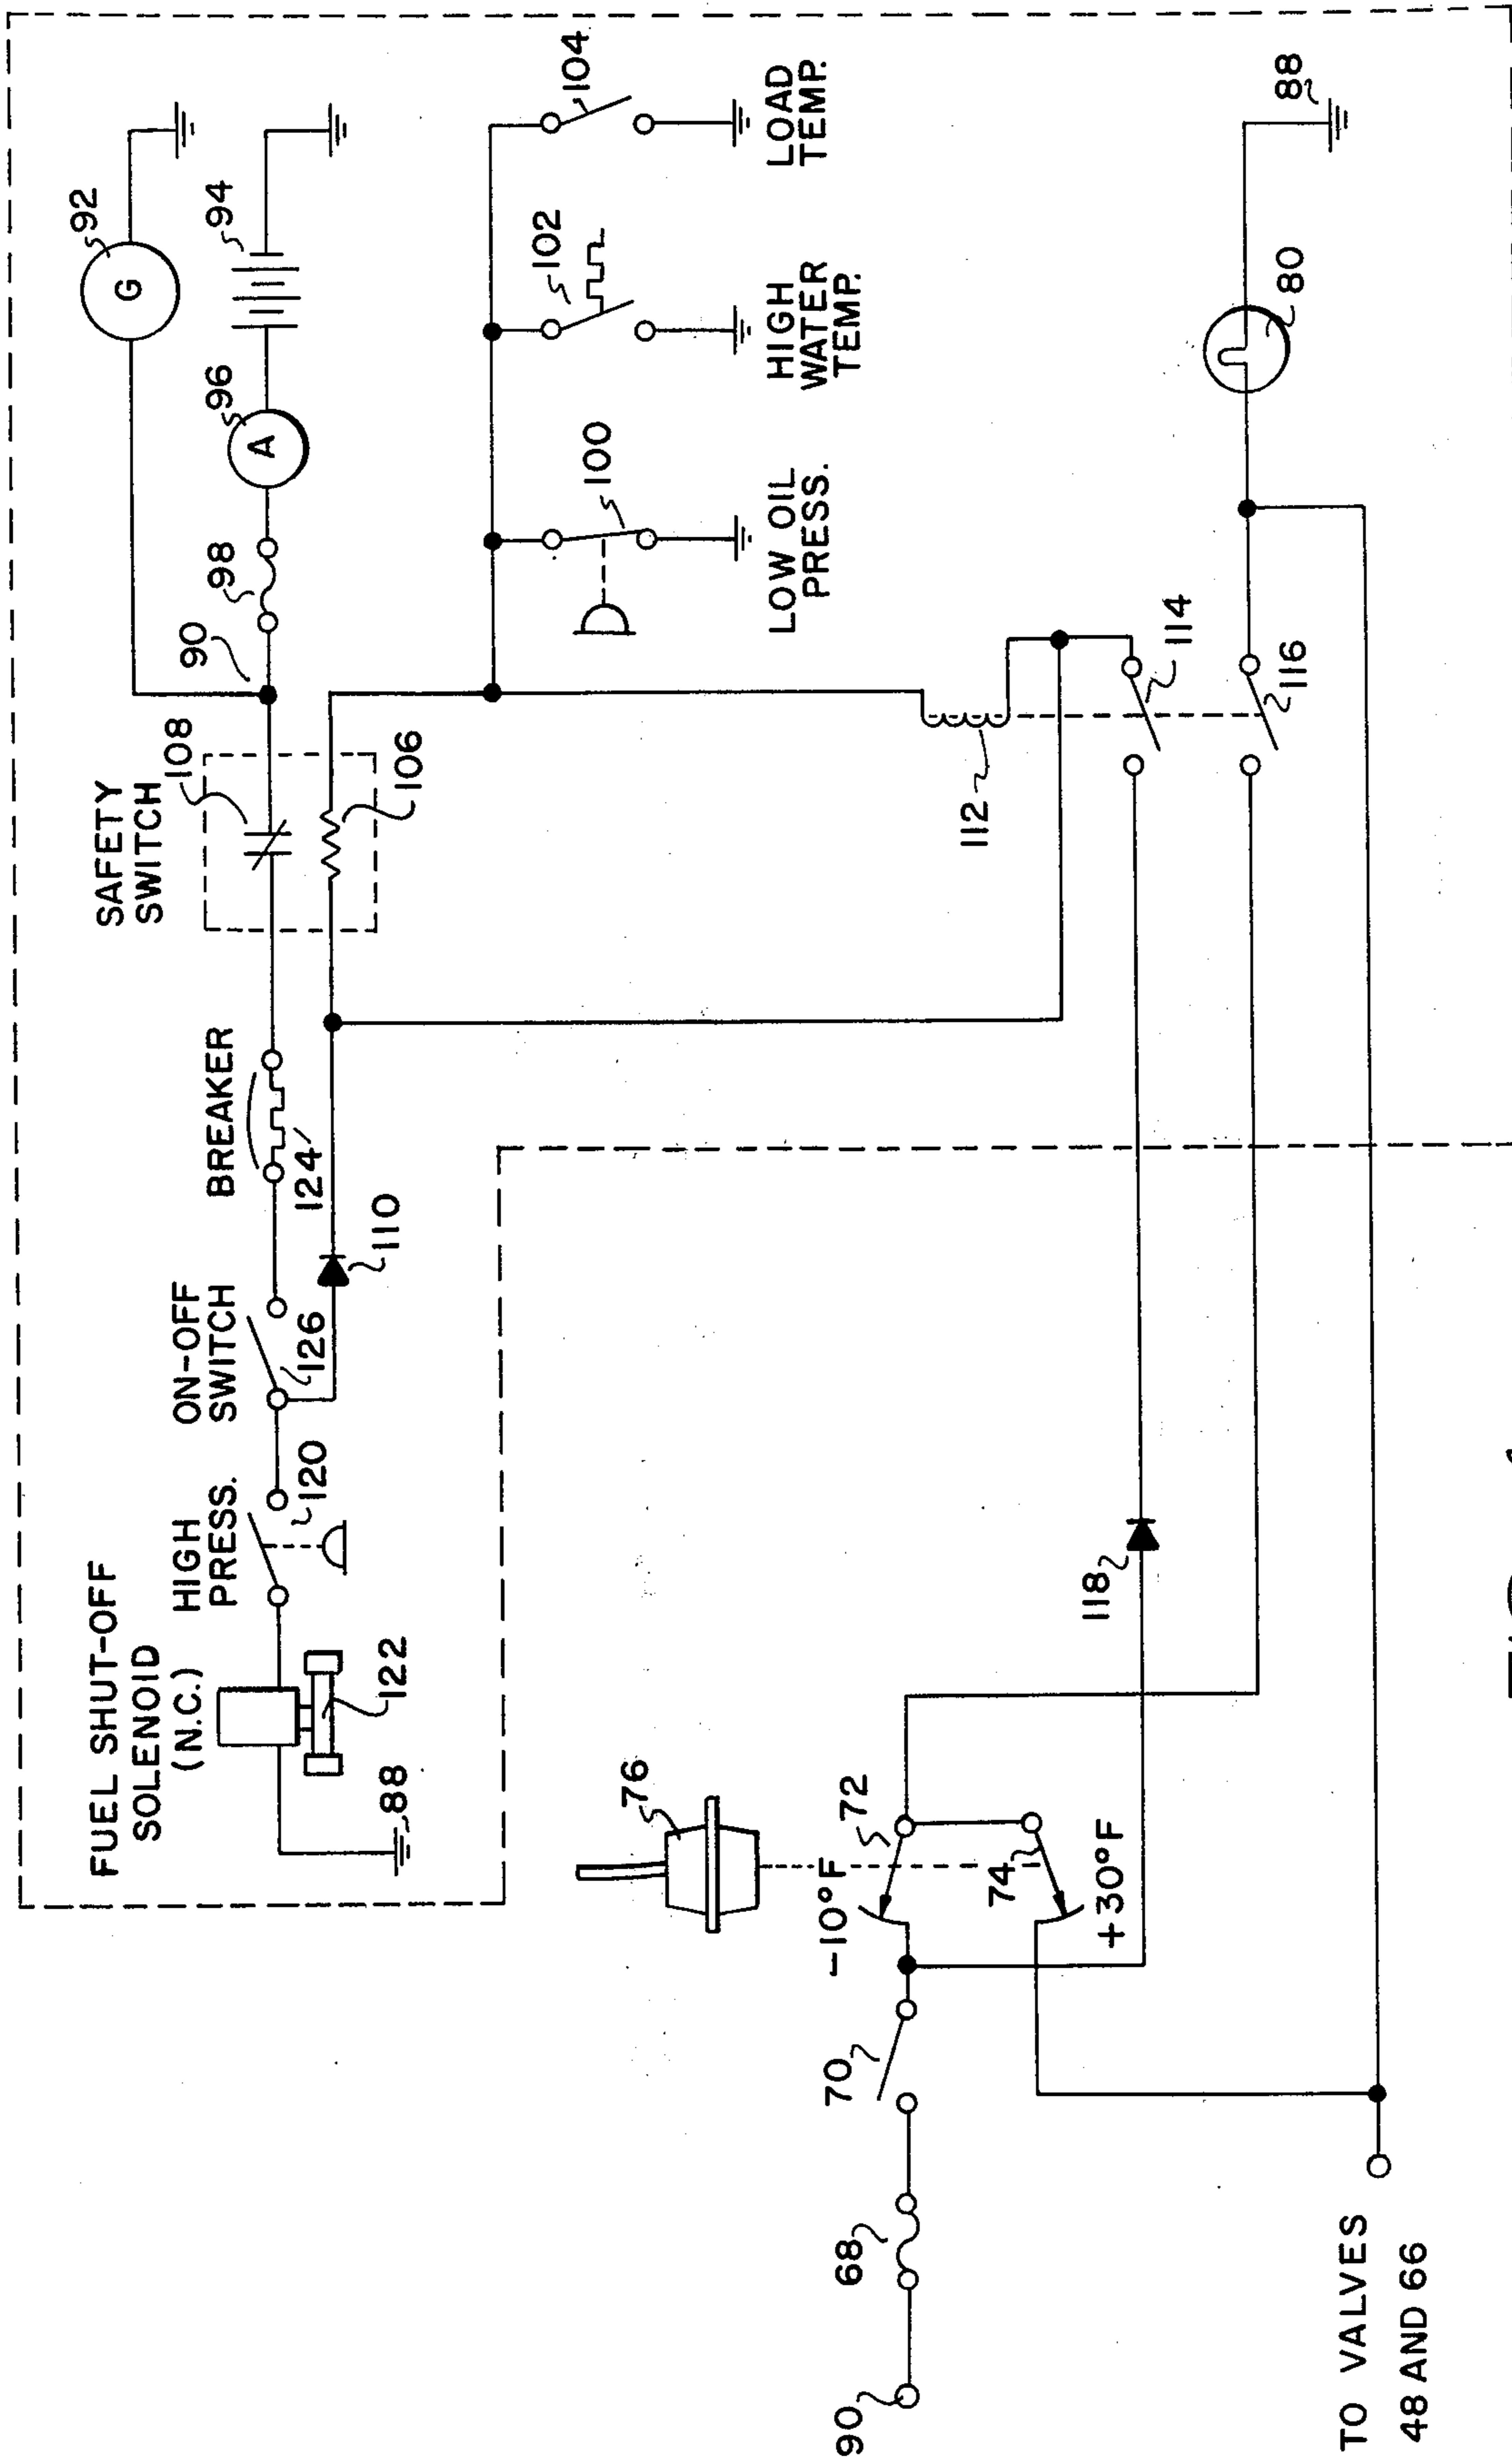 92
G
94
96
A
98
90
SAFETY
SWITCH
108
106
BREAKER
124
ON-OFF
SWITCH
126
110
HIGH
PRESS.
120
FUEL SHUT-OFF
SOLENOID
(N.C.)
122
88
104
LOAD
TEMP.
102
HIGH
WATER
TEMP.
100
LOW OIL
PRESS.
112
114
116
80
88
76
-10°F
72
74
+30°F
118
70
68
90
TO VALVES
48 AND 66